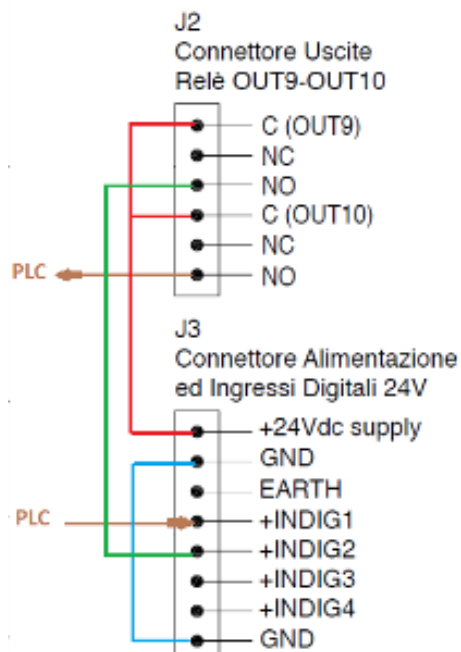 J2
Connettore Uscite
Relè OUT9-OUT10
C (OUT9)
NC
NO
C (OUT10)
NC
PLC
NO
J3
Connettore Alimentazione
ed Ingressi Digitali 24V
+24Vdc supply
GND
EARTH
PLC
+INDIG1
+INDIG2
+INDIG3
+INDIG4
GND